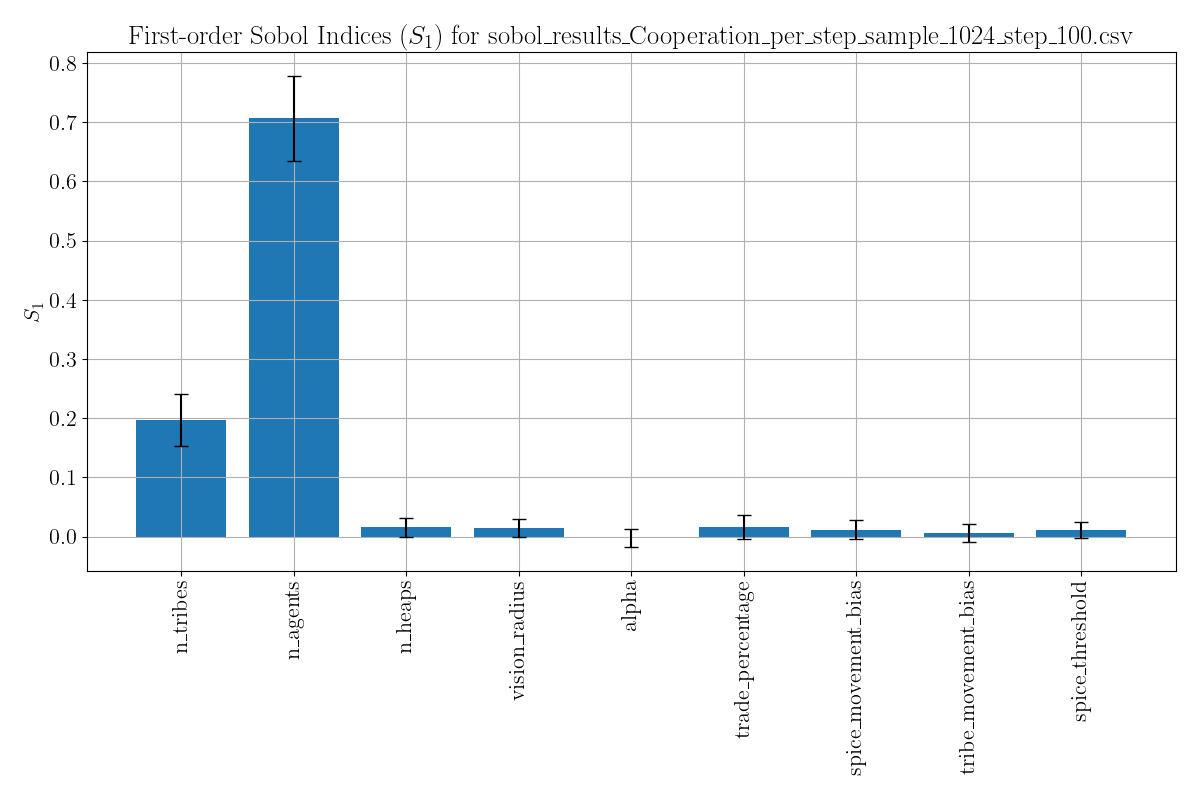 First-order Sobol Indices (S₁) for sobol_results_Cooperation_per_step_sample_1024_step_100.csv
0.8
0.7
0.6
0.5
0.4
0.3
0.2
0.1
0.0
S₁
n_tribes
n_agents
n_heaps
vision_radius
alpha
trade_percentage
spice_movement_bias
tribe_movement_bias
spice_threshold